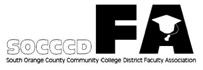 SOCCCD FA
South Orange County Community College District Faculty Association